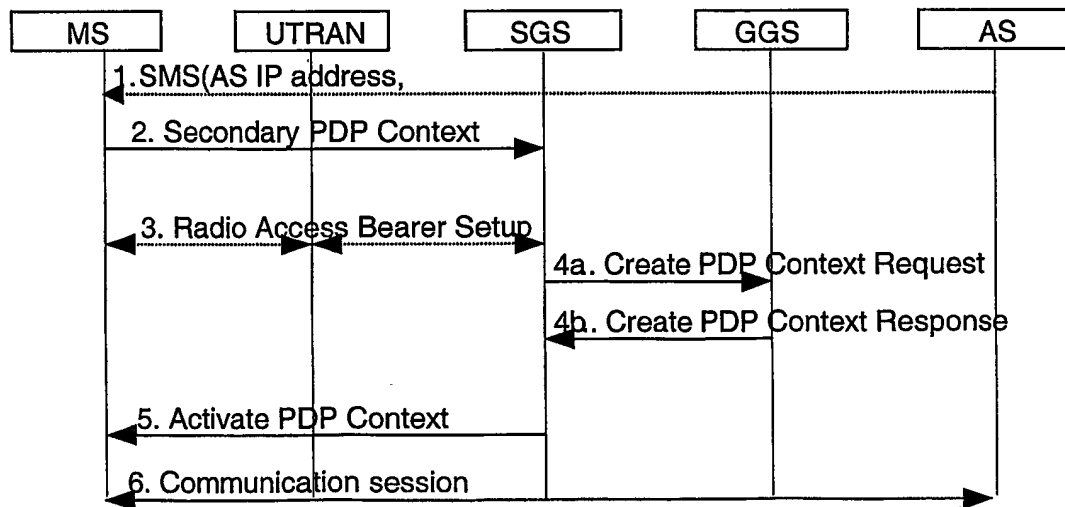 MS UTRAN SGS GGS AS
1.SMS(AS IP address,
2. Secondary PDP Context
3. Radio Access Bearer Setup
4a. Create PDP Context Request
4b. Create PDP Context Response
5. Activate PDP Context
6. Communication session